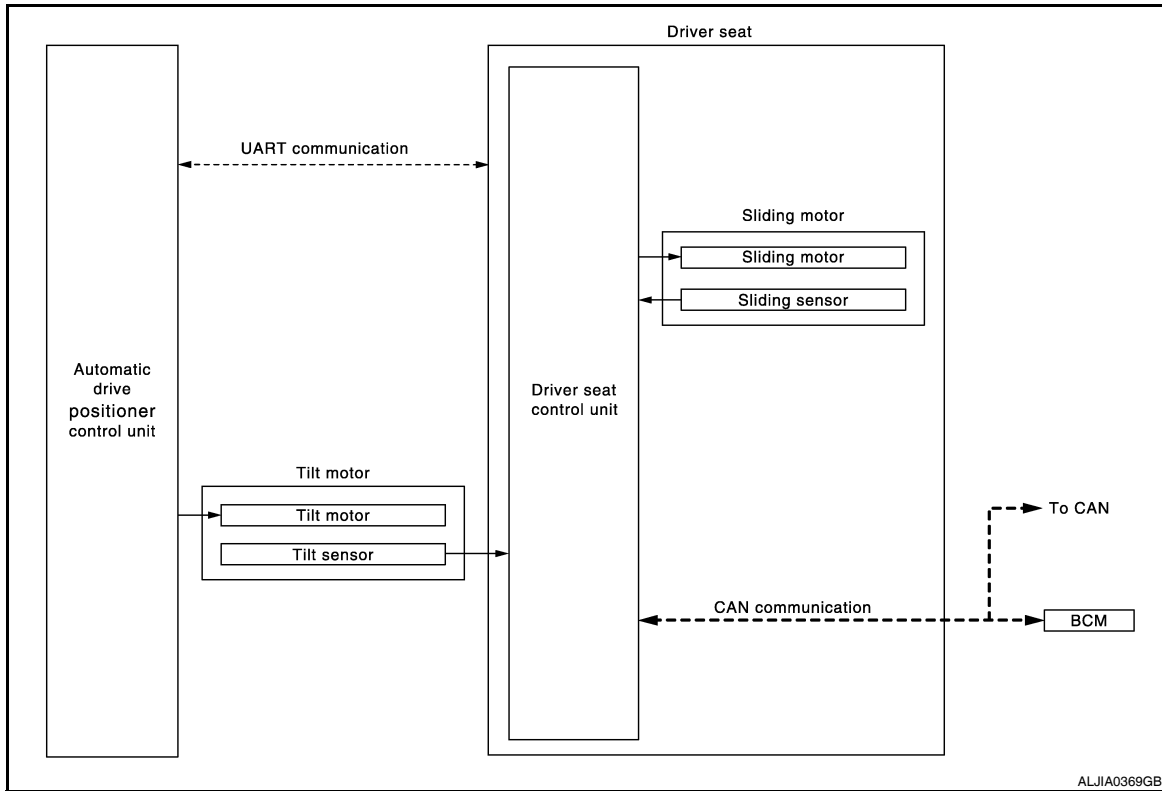 Driver seat
UART communication
Sliding motor
Sliding motor
Sliding sensor
Automatic
drive
positioner
control unit
Driver seat
control unit
Tilt motor
Tilt motor
Tilt sensor
To CAN
CAN communication
BCM
ALJIA0369GB